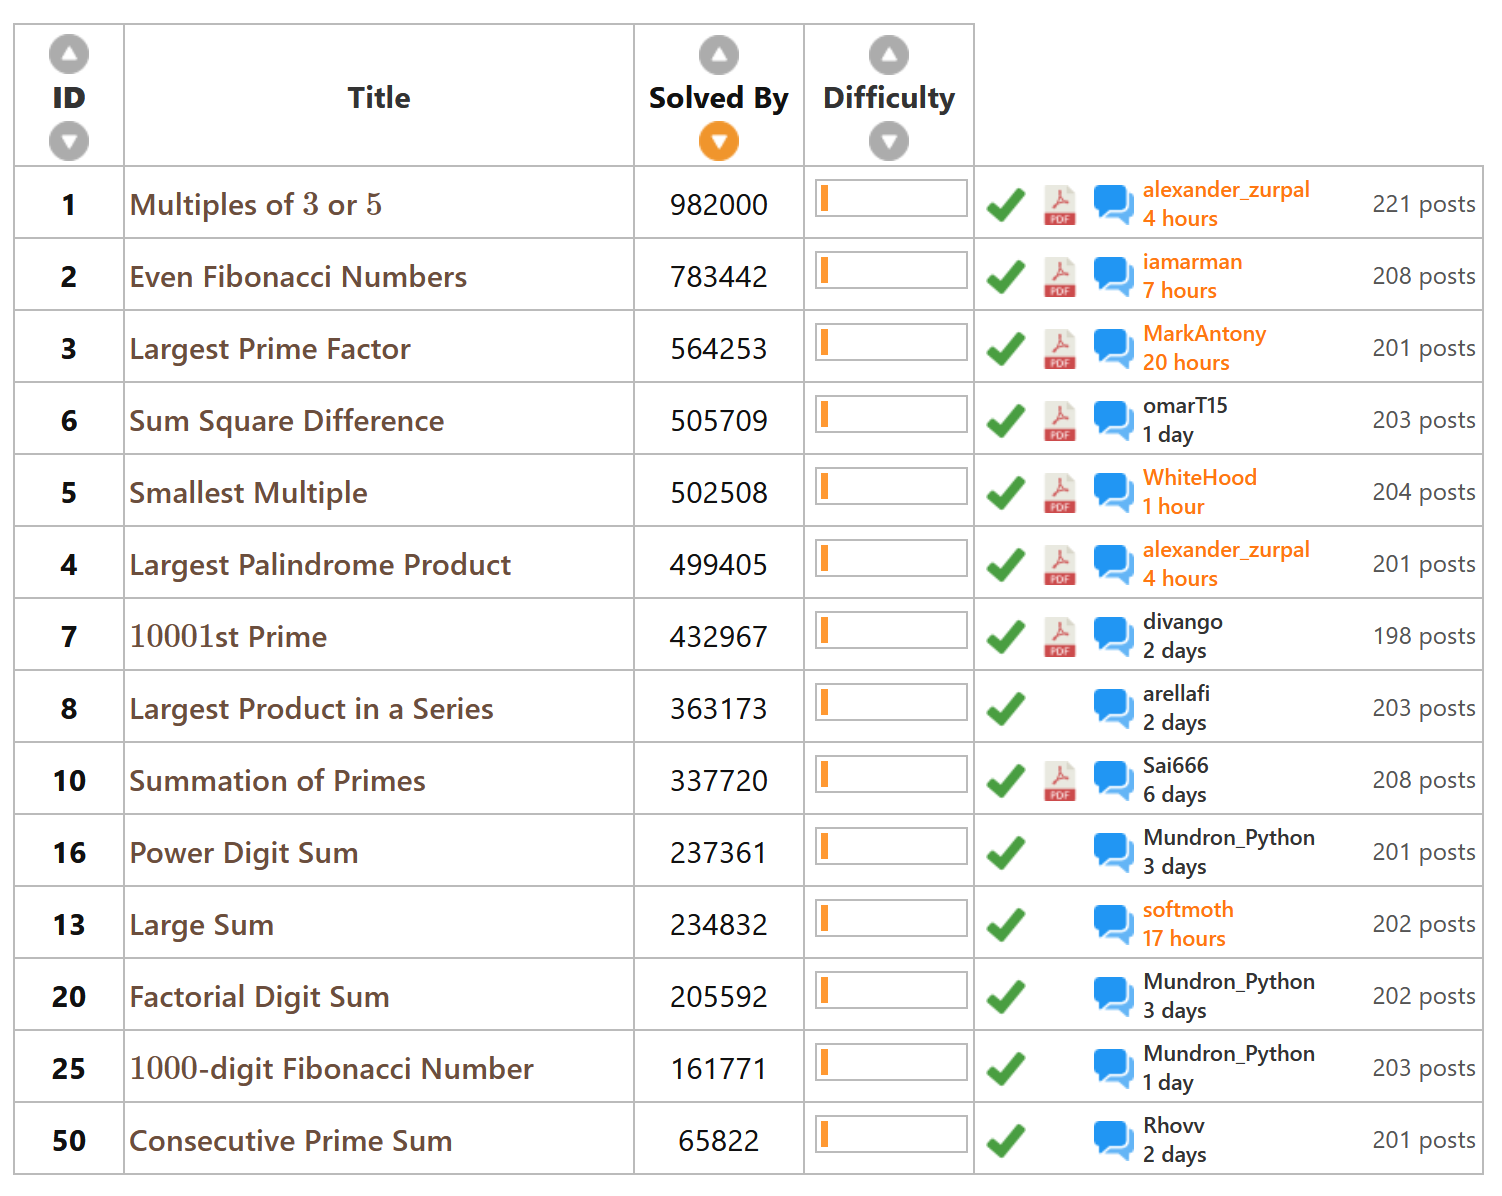 ID Title Solved By Difficulty
1 Multiples of 3 or 5 982000 PDF alexander_zurpal 221 posts
4 hours
2 Even Fibonacci Numbers 783442 PDF iamarman 208 posts
7 hours
3 Largest Prime Factor 564253 PDF MarkAntony 201 posts
20 hours
6 Sum Square Difference 505709 PDF omarT15 203 posts
1 day
5 Smallest Multiple 502508 PDF WhiteHood 204 posts
1 hour
4 Largest Palindrome Product 499405 PDF alexander_zurpal 201 posts
4 hours
7 10001st Prime 432967 PDF divango 198 posts
2 days
8 Largest Product in a Series 363173 arellafi 203 posts
2 days
10 Summation of Primes 337720 PDF Sai666 208 posts
6 days
16 Power Digit Sum 237361 Mundron_Python 201 posts
3 days
13 Large Sum 234832 softmoth 202 posts
17 hours
20 Factorial Digit Sum 205592 Mundron_Python 202 posts
3 days
25 1000-digit Fibonacci Number 161771 Mundron_Python 203 posts
1 day
50 Consecutive Prime Sum 65822 Rhovv 201 posts
2 days